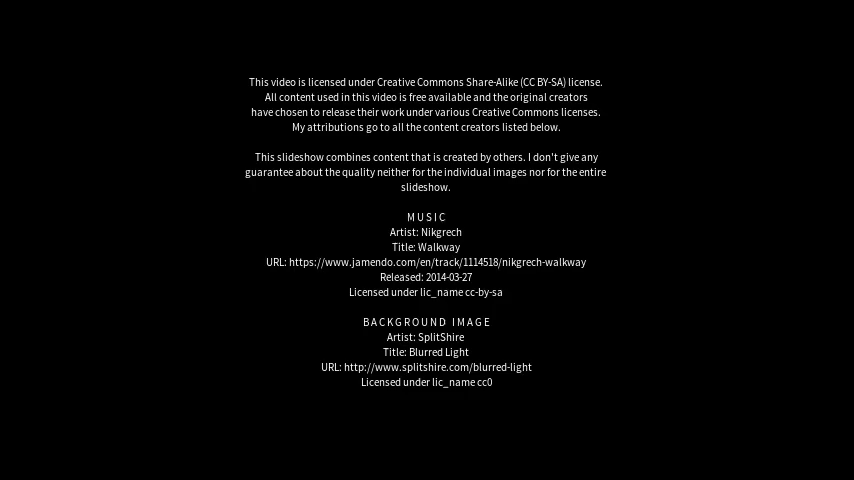 This video is licensed under Creative Commons Share-Alike (CC BY-SA) license.
All content used in this video is free available and the original creators
have chosen to release their work under various Creative Commons licenses.
My attributions go to all the content creators listed below.
This slideshow combines content that is created by others. I don't give any
guarantee about the quality neither for the individual images nor for the entire
slideshow.
MUSIC
Artist: Nikgrech
Title: Walkway
URL: https://www.jamendo.com/en/track/1114518/nikgrech-walkway
Released: 2014-03-27
Licensed under lic_name cc-by-sa
BACKGROUND IMAGE
Artist: SplitShire
Title: Blurred Light
URL: http://www.splitshire.com/blurred-light
Licensed under lic_name cc0